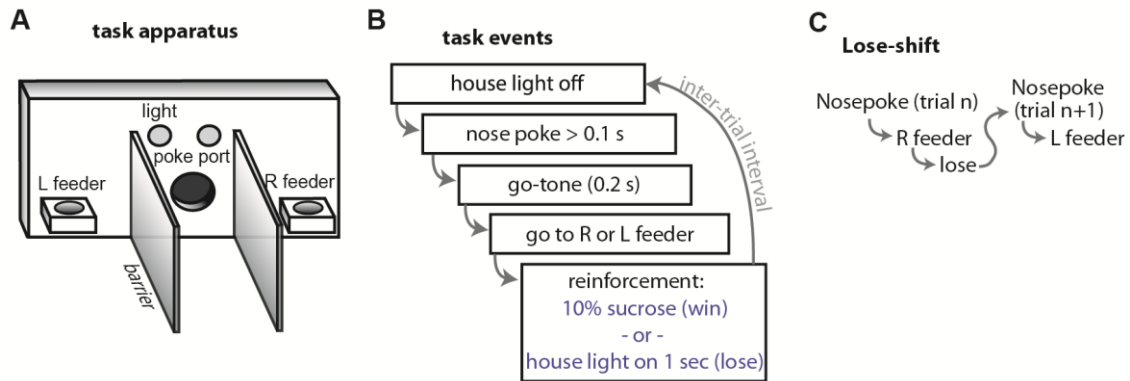 A
task apparatus
light
poke port
L feeder
R feeder
barrier
B
task events
house light off
nose poke > 0.1 s
go-tone (0.2 s)
go to R or L feeder
reinforcement:
10% sucrose (win)
- or -
house light on 1 sec (lose)
inter-trial interval
C
Lose-shift
Nosepoke (trial n)
R feeder
lose
Nosepoke
(trial n+1)
L feeder